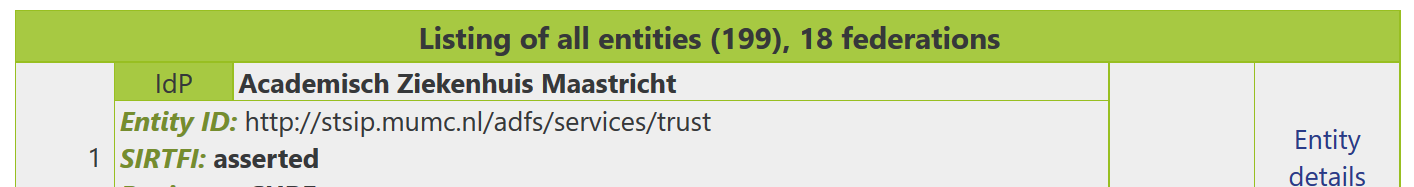 Listing of all entities (199), 18 federations
IdP Academisch Ziekenhuis Maastricht
Entity ID: http://stsip.mumc.nl/adfs/services/trust
1 SIRTFI: asserted
Entity
details